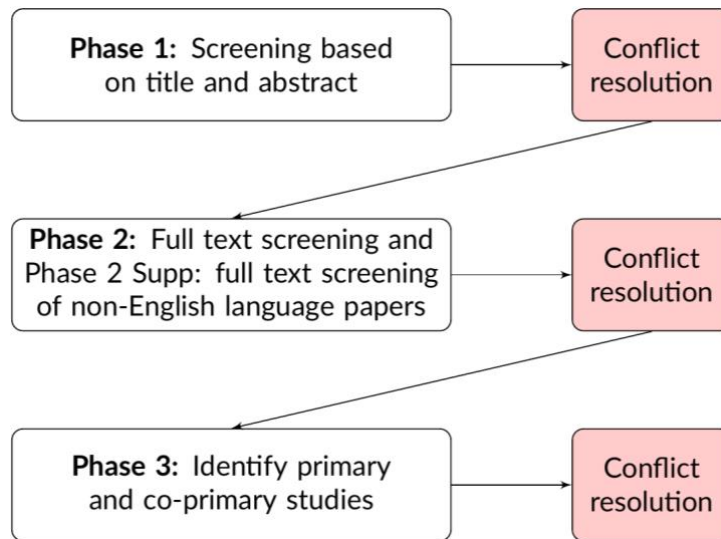 Phase 1: Screening based
on title and abstract
Conflict
resolution
Phase 2: Full text screening and
Phase 2 Supp: full text screening
of non-English language papers
Conflict
resolution
Phase 3: Identify primary
and co-primary studies
Conflict
resolution